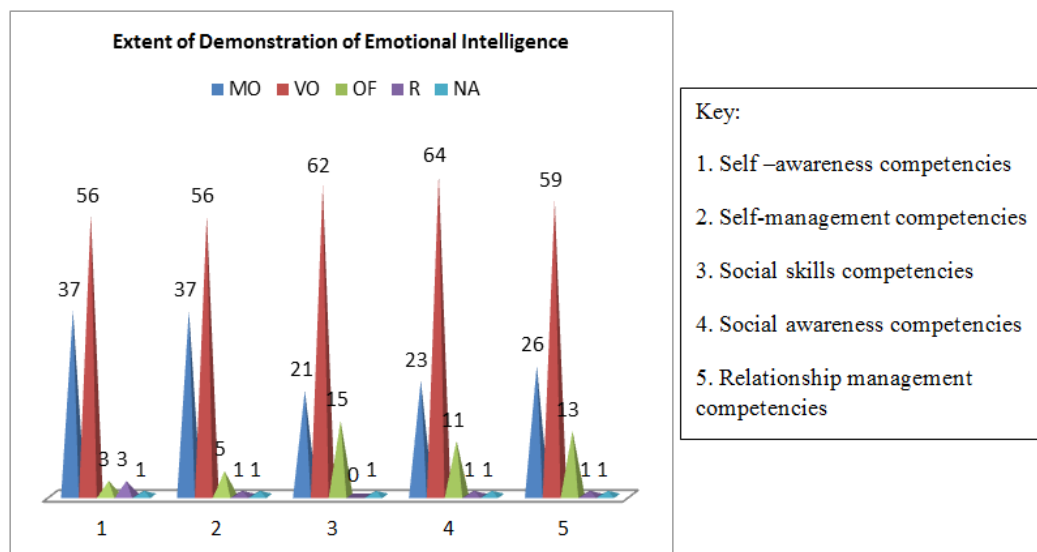 Extent of Demonstration of Emotional Intelligence
MO VO OF R NA
37 56 3 3 1
37 56 5 1 1
21 62 15 0 1
23 64 11 1 1
26 59 13 1 1
1 2 3 4 5
Key:
1. Self –awareness competencies
2. Self-management competencies
3. Social skills competencies
4. Social awareness competencies
5. Relationship management
competencies